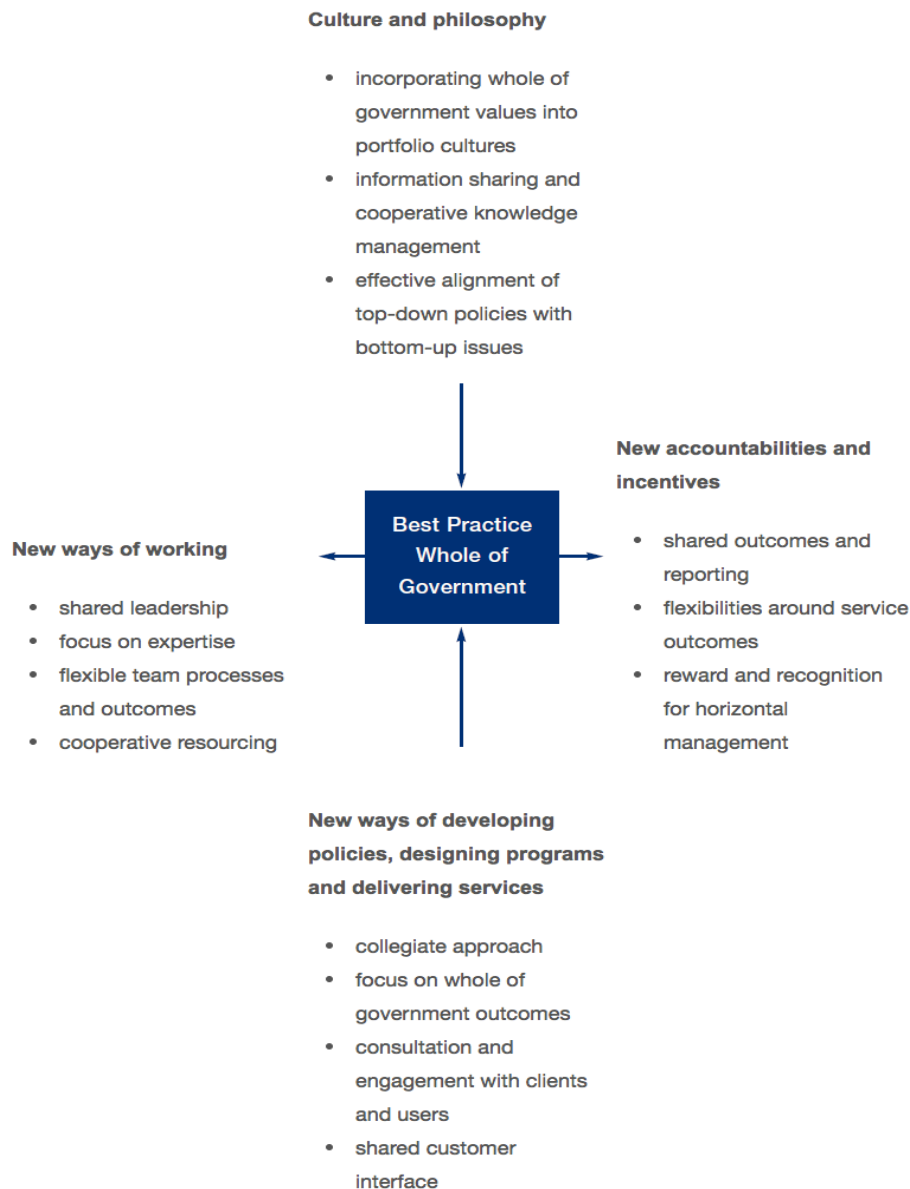 Culture and philosophy
• incorporating whole of
government values into
portfolio cultures
• information sharing and
cooperative knowledge
management
• effective alignment of
top-down policies with
bottom-up issues
New accountabilities and
incentives
• shared outcomes and
reporting
• flexibilities around service
outcomes
• reward and recognition
for horizontal
management
Best Practice
Whole of
Government
New ways of working
• shared leadership
• focus on expertise
• flexible team processes
and outcomes
• cooperative resourcing
New ways of developing
policies, designing programs
and delivering services
• collegiate approach
• focus on whole of
government outcomes
• consultation and
engagement with clients
and users
• shared customer
interface